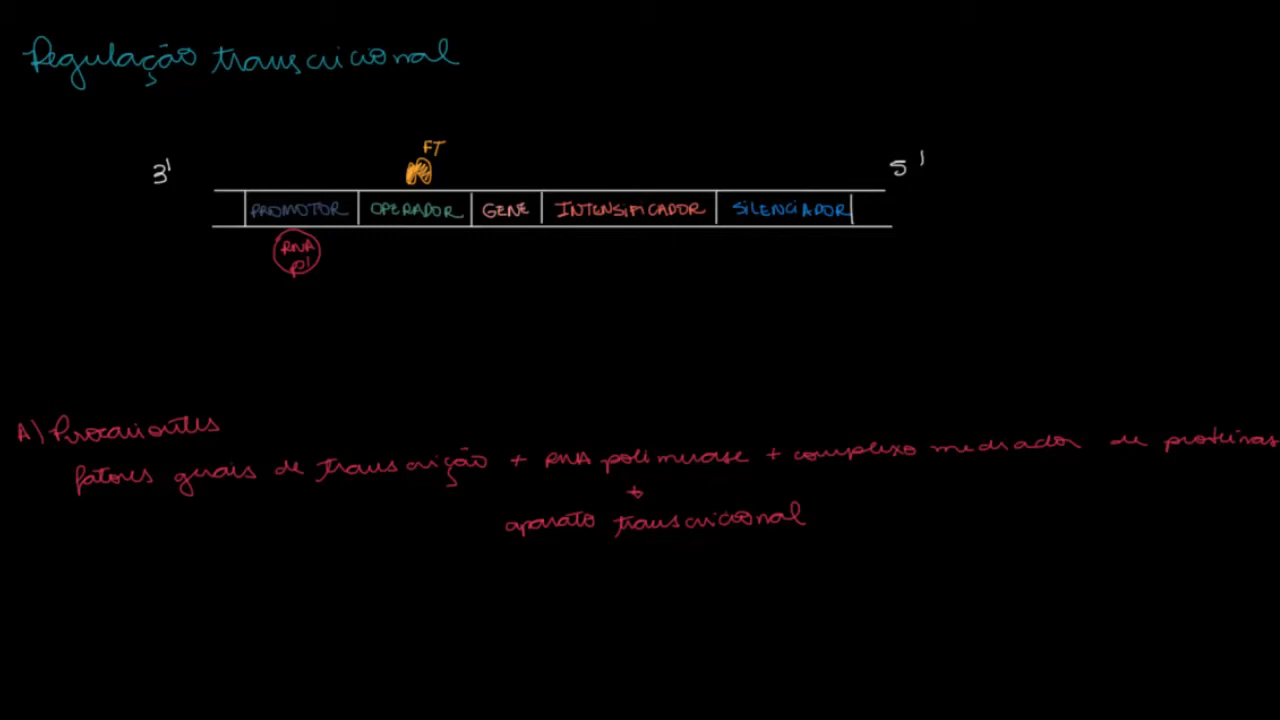 Regulação transcricional
3' 5'
FT
PROMOTOR OPERADOR GENE INTENSIFICADOR SILENCIADOR
RNA
pl
A) Procariontes
fatores gerais de transcrição + RNA polimerase + complexo mediador de proteínas
+
aparato transcricional